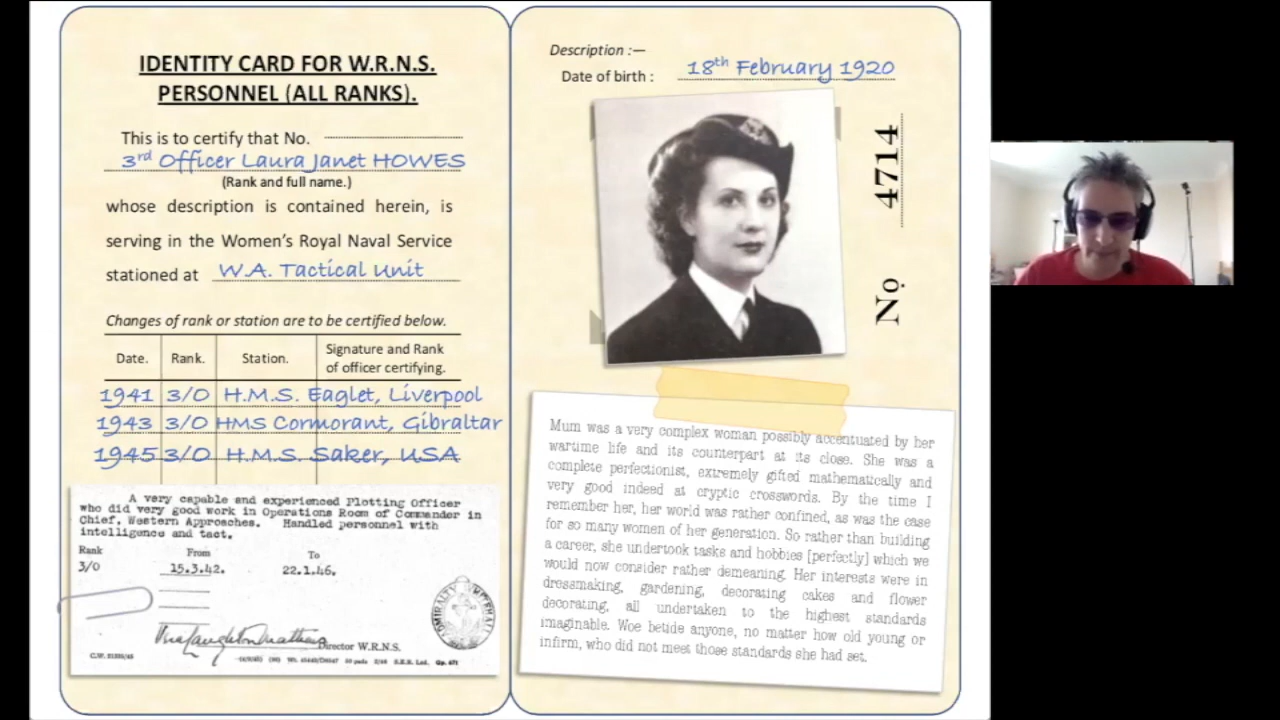 IDENTITY CARD FOR W.R.N.S.
PERSONNEL (ALL RANKS).
This is to certify that No.
3rd Officer Laura Janet HOWES
(Rank and full name.)
whose description is contained herein, is
serving in the Women's Royal Naval Service
stationed at W.A. Tactical Unit
Changes of rank or station are to be certified below.
Date. Rank. Station. Signature and Rank
of officer certifying.
1941 3/O H.M.S. Eaglet, Liverpool
1943 3/O HMS Cormorant, Gibraltar
1945 3/O H.M.S. Saker, USA
A very capable and experienced Plotting Officer
who did very good work in Operations Room of Commander in
Chief, Western Approaches. Handled personnel with
intelligence and tact.
Rank From To
3/O 15.3.42. 22.1.46.
Director W.R.N.S.
Description :—
Date of birth : 18th February 1920
No 4714
Mum was a very complex woman possibly accentuated by her
wartime life and its counterpart at its close. She was a
complete perfectionist, extremely gifted mathematically and
very good indeed at cryptic crosswords. By the time I
remember her, her world was rather confined, as was the case
for so many women of her generation. So rather than building
a career, she undertook tasks and hobbies [perfectly] which we
would now consider rather demeaning. Her interests were in
dressmaking, gardening, decorating cakes and flower
decorating, all undertaken to the highest standards
imaginable. Woe betide anyone, no matter how old young or
infirm, who did not meet those standards she had set.